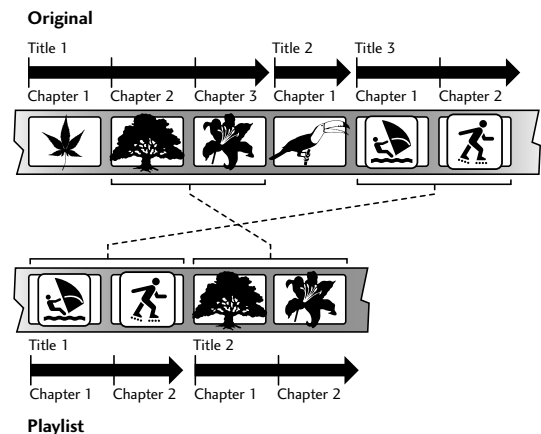 Original
Title 1 Title 2 Title 3
Chapter 1 Chapter 2 Chapter 3 Chapter 1 Chapter 1 Chapter 2
Title 1 Title 2
Chapter 1 Chapter 2 Chapter 1 Chapter 2
Playlist